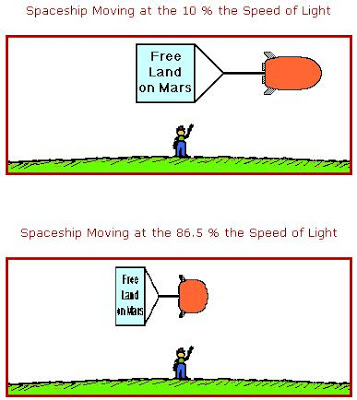 Spaceship Moving at the 10 % the Speed of Light
Free
Land
on Mars
Spaceship Moving at the 86.5 % the Speed of Light
Free
Land
on Mars